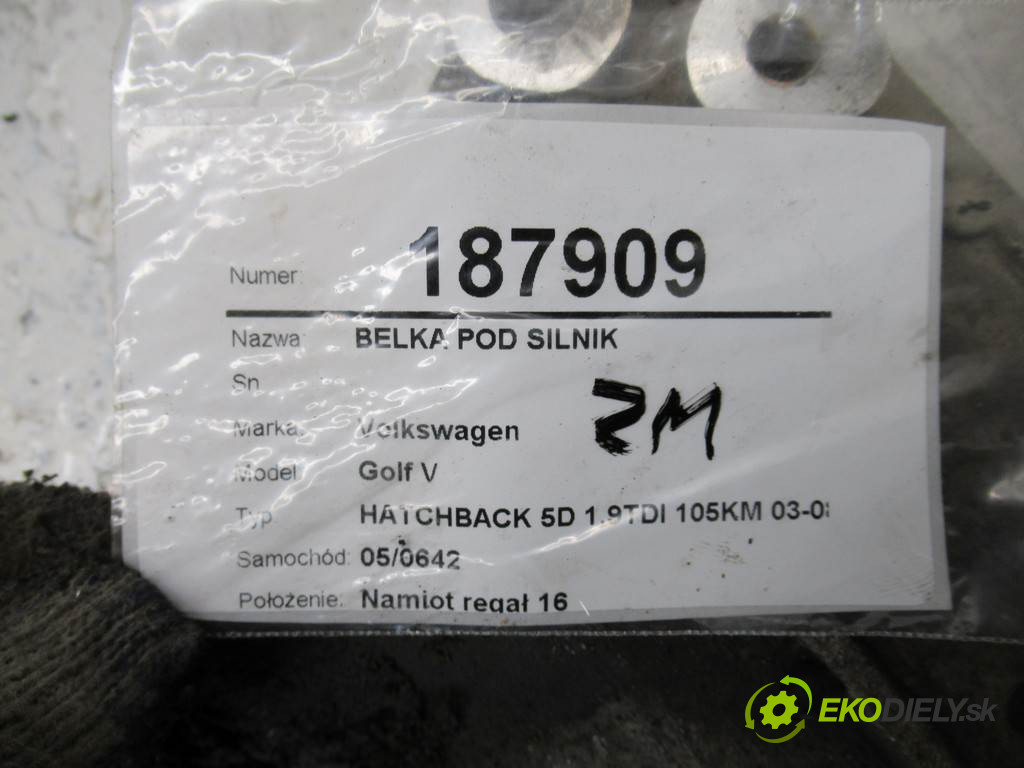 Numer: 187909
Nazwa: BELKA POD SILNIK
Sn
Marka: Volkswagen
Model Golf V
Typ: HATCHBACK 5D 1.9TDI 105KM 03-0
Samochód: 05/0642
Położenie: Namiot regał 16
ZM
EKODIELY.sk